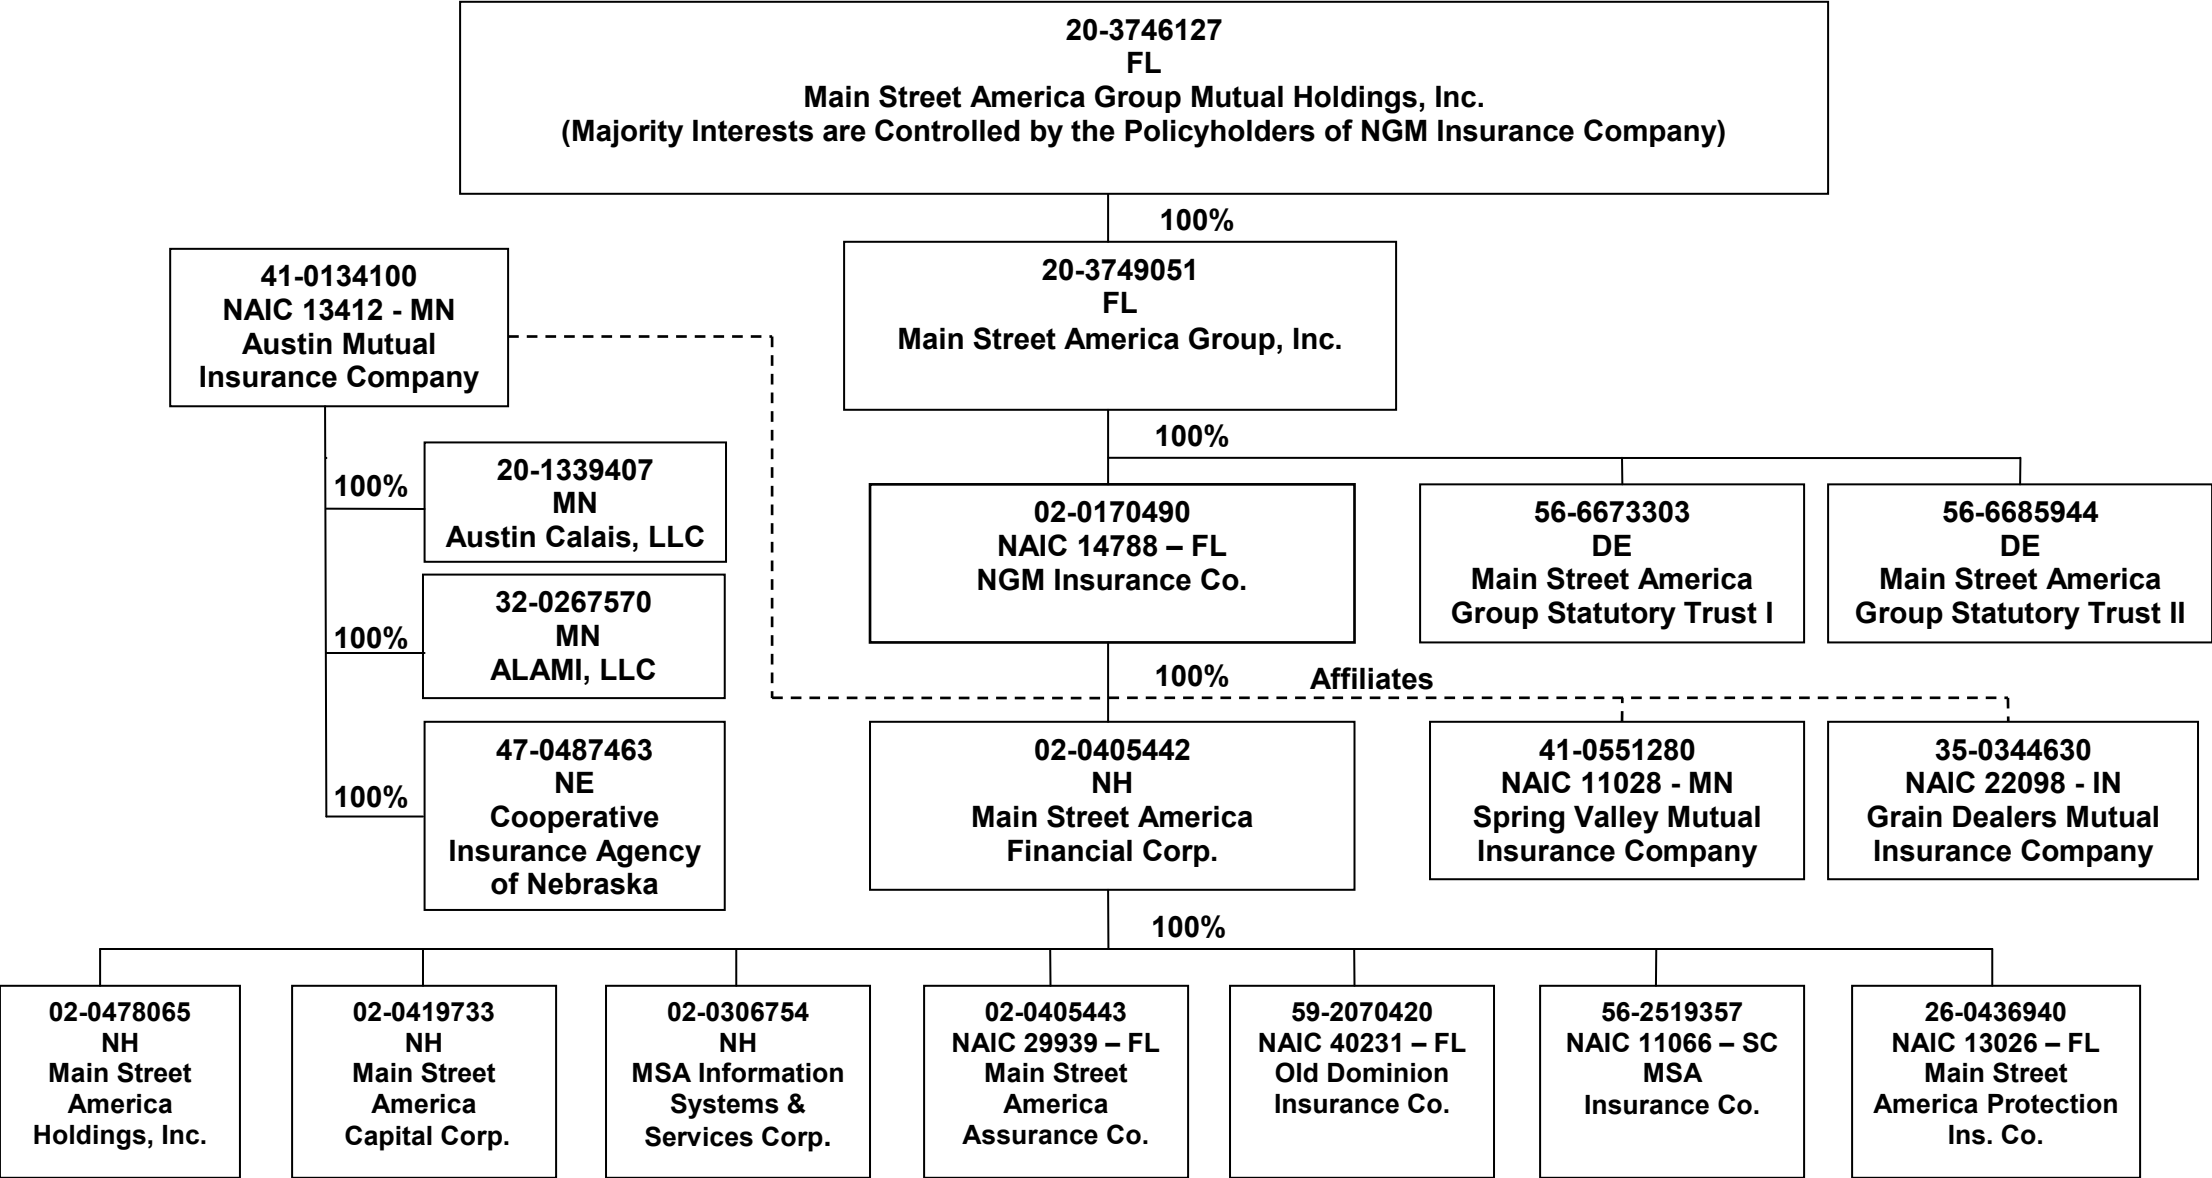 20-3746127
FL
Main Street America Group Mutual Holdings, Inc.
(Majority Interests are Controlled by the Policyholders of NGM Insurance Company)
100%
41-0134100
NAIC 13412 - MN
Austin Mutual
Insurance Company
20-3749051
FL
Main Street America Group, Inc.
100%
100%
20-1339407
MN
Austin Calais, LLC
02-0170490
NAIC 14788 – FL
NGM Insurance Co.
56-6673303
DE
Main Street America
Group Statutory Trust I
56-6685944
DE
Main Street America
Group Statutory Trust II
100%
32-0267570
MN
ALAMI, LLC
100%
Affiliates
100%
47-0487463
NE
Cooperative
Insurance Agency
of Nebraska
02-0405442
NH
Main Street America
Financial Corp.
41-0551280
NAIC 11028 - MN
Spring Valley Mutual
Insurance Company
35-0344630
NAIC 22098 - IN
Grain Dealers Mutual
Insurance Company
100%
02-0478065
NH
Main Street
America
Holdings, Inc.
02-0419733
NH
Main Street
America
Capital Corp.
02-0306754
NH
MSA Information
Systems &
Services Corp.
02-0405443
NAIC 29939 – FL
Main Street
America
Assurance Co.
59-2070420
NAIC 40231 – FL
Old Dominion
Insurance Co.
56-2519357
NAIC 11066 – SC
MSA
Insurance Co.
26-0436940
NAIC 13026 – FL
Main Street
America Protection
Ins. Co.